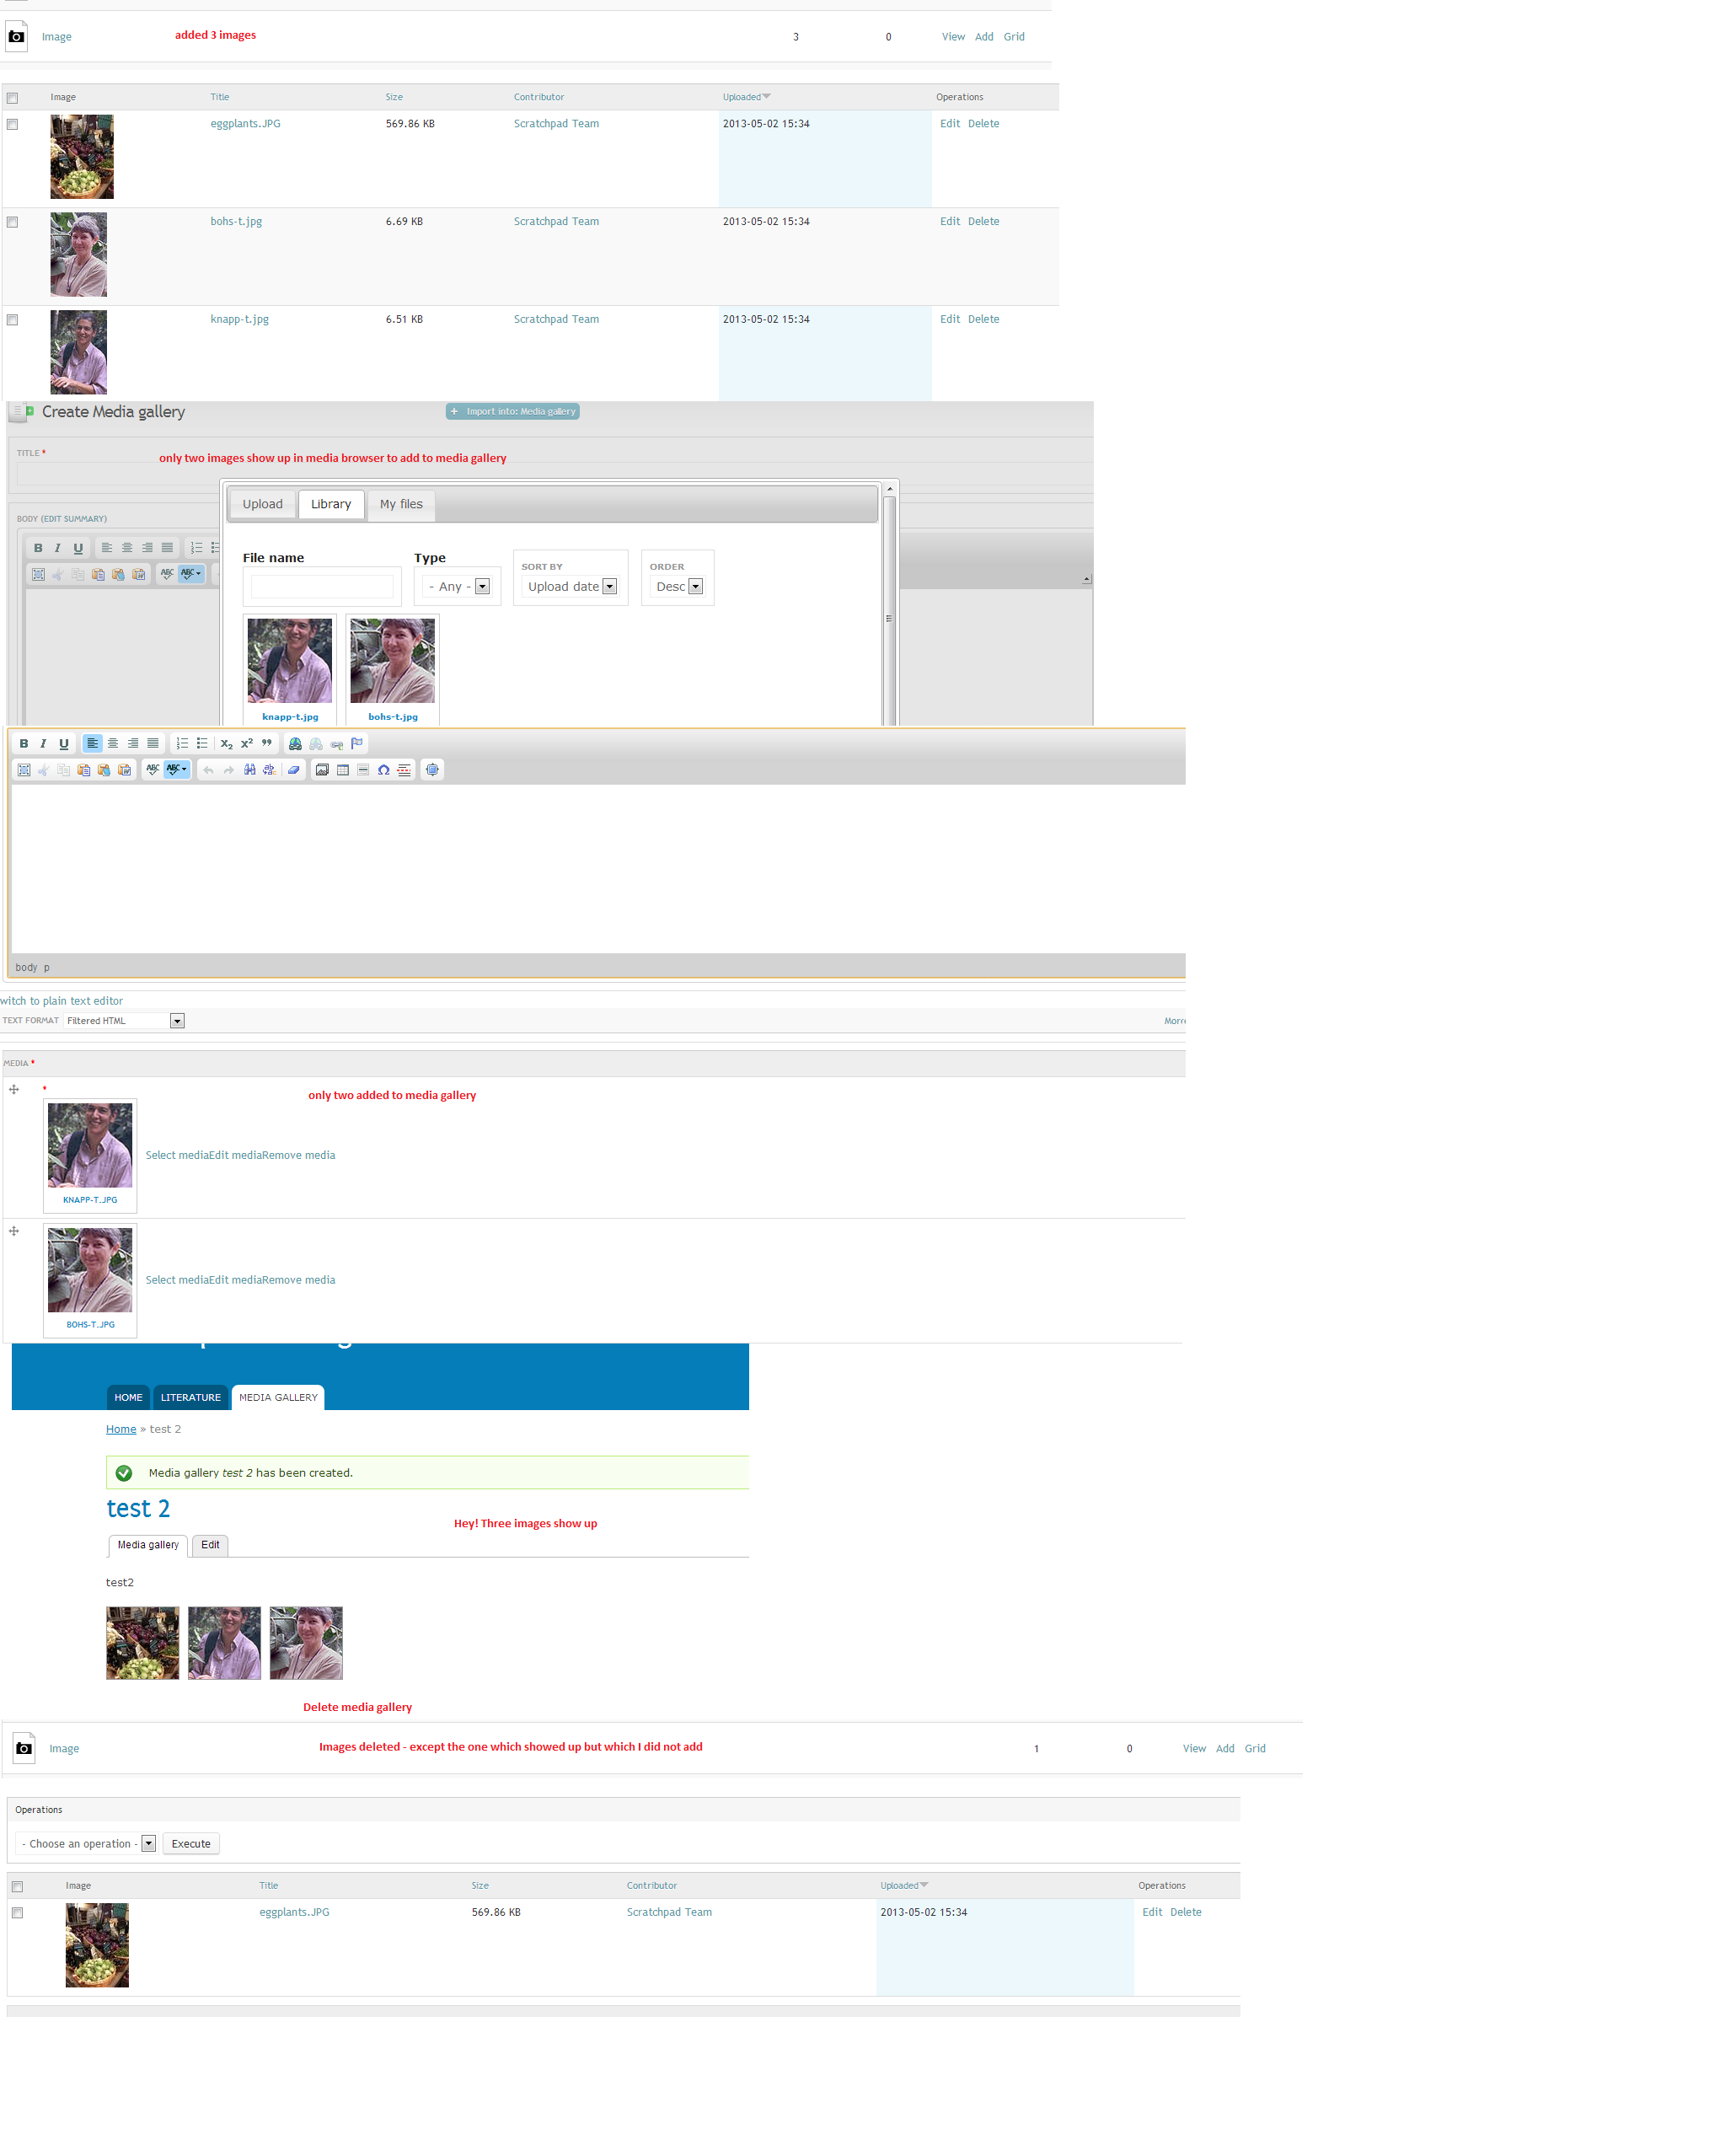 Image added 3 images 3 0 View Add Grid
Image Title Size Contributor Uploaded Operations
eggplants.JPG 569.86 KB Scratchpad Team 2013-05-02 15:34 Edit Delete
bohs-t.jpg 6.69 KB Scratchpad Team 2013-05-02 15:34 Edit Delete
knapp-t.jpg 6.51 KB Scratchpad Team 2013-05-02 15:34 Edit Delete
Create Media gallery + Import into: Media gallery
TITLE *
only two images show up in media browser to add to media gallery
Upload Library My files
BODY (EDIT SUMMARY)
B I U
File name Type
SORT BY ORDER
- Any - Upload date Desc
ABC ABC
knapp-t.jpg bohs-t.jpg
B I U X2 X2 ”
ABC ABC Ω
body p
witch to plain text editor
TEXT FORMAT Filtered HTML More
MEDIA *
*
only two added to media gallery
Select mediaEdit mediaRemove media
KNAPP-T.JPG
Select mediaEdit mediaRemove media
BOHS-T.JPG
HOME LITERATURE MEDIA GALLERY
Home » test 2
Media gallery test 2 has been created.
test 2
Hey! Three images show up
Media gallery Edit
test2
Delete media gallery
Image Images deleted - except the one which showed up but which I did not add 1 0 View Add Grid
Operations
- Choose an operation - Execute
Image Title Size Contributor Uploaded Operations
eggplants.JPG 569.86 KB Scratchpad Team 2013-05-02 15:34 Edit Delete